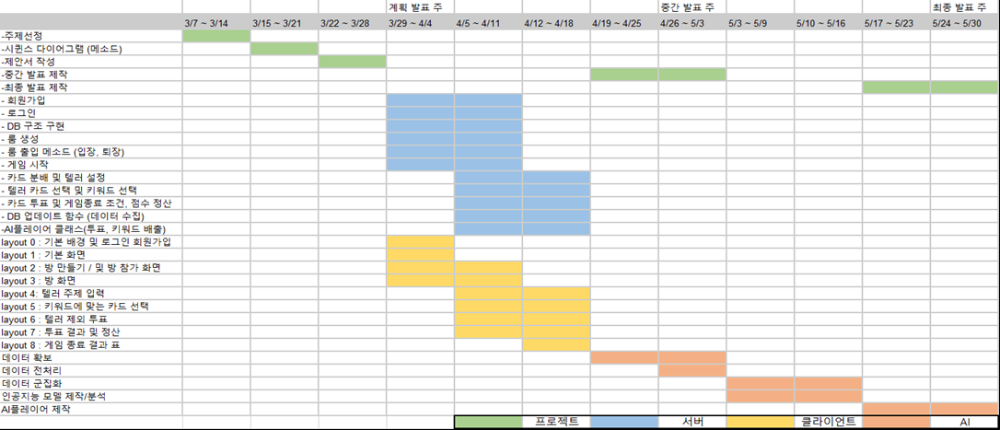 계획 발표 주 중간 발표 주 최종 발표 주
3/7 ~ 3/14 3/15 ~ 3/21 3/22 ~ 3/28 3/29 ~ 4/4 4/5 ~ 4/11 4/12 ~ 4/18 4/19 ~ 4/25 4/26 ~ 5/3 5/3 ~ 5/9 5/10 ~ 5/16 5/17 ~ 5/23 5/24 ~ 5/30
-주제선정
-시퀀스 다이어그램 (메소드)
-제안서 작성
-중간 발표 제작
-최종 발표 제작
- 회원가입
- 로그인
- DB 구조 구현
- 룸 생성
- 룸 출입 메소드 (입장, 퇴장)
- 게임 시작
- 카드 분배 및 텔러 설정
- 텔러 카드 선택 및 키워드 선택
- 카드 투표 및 게임종료 조건, 점수 정산
- DB 업데이트 함수 (데이터 수집)
-AI플레이어 클래스(투표, 키워드 배출)
layout 0 : 기본 배경 및 로그인 회원가입
layout 1 : 기본 화면
layout 2 : 방 만들기 / 및 방 참가 화면
layout 3 : 방 화면
layout 4: 텔러 주제 입력
layout 5 : 키워드에 맞는 카드 선택
layout 6 : 텔러 제외 투표
layout 7 : 투표 결과 및 정산
layout 8 : 게임 종료 결과 표
데이터 확보
데이터 전처리
데이터 군집화
인공지능 모델 제작/분석
AI플레이어 제작
프로젝트 서버 클라이언트 AI